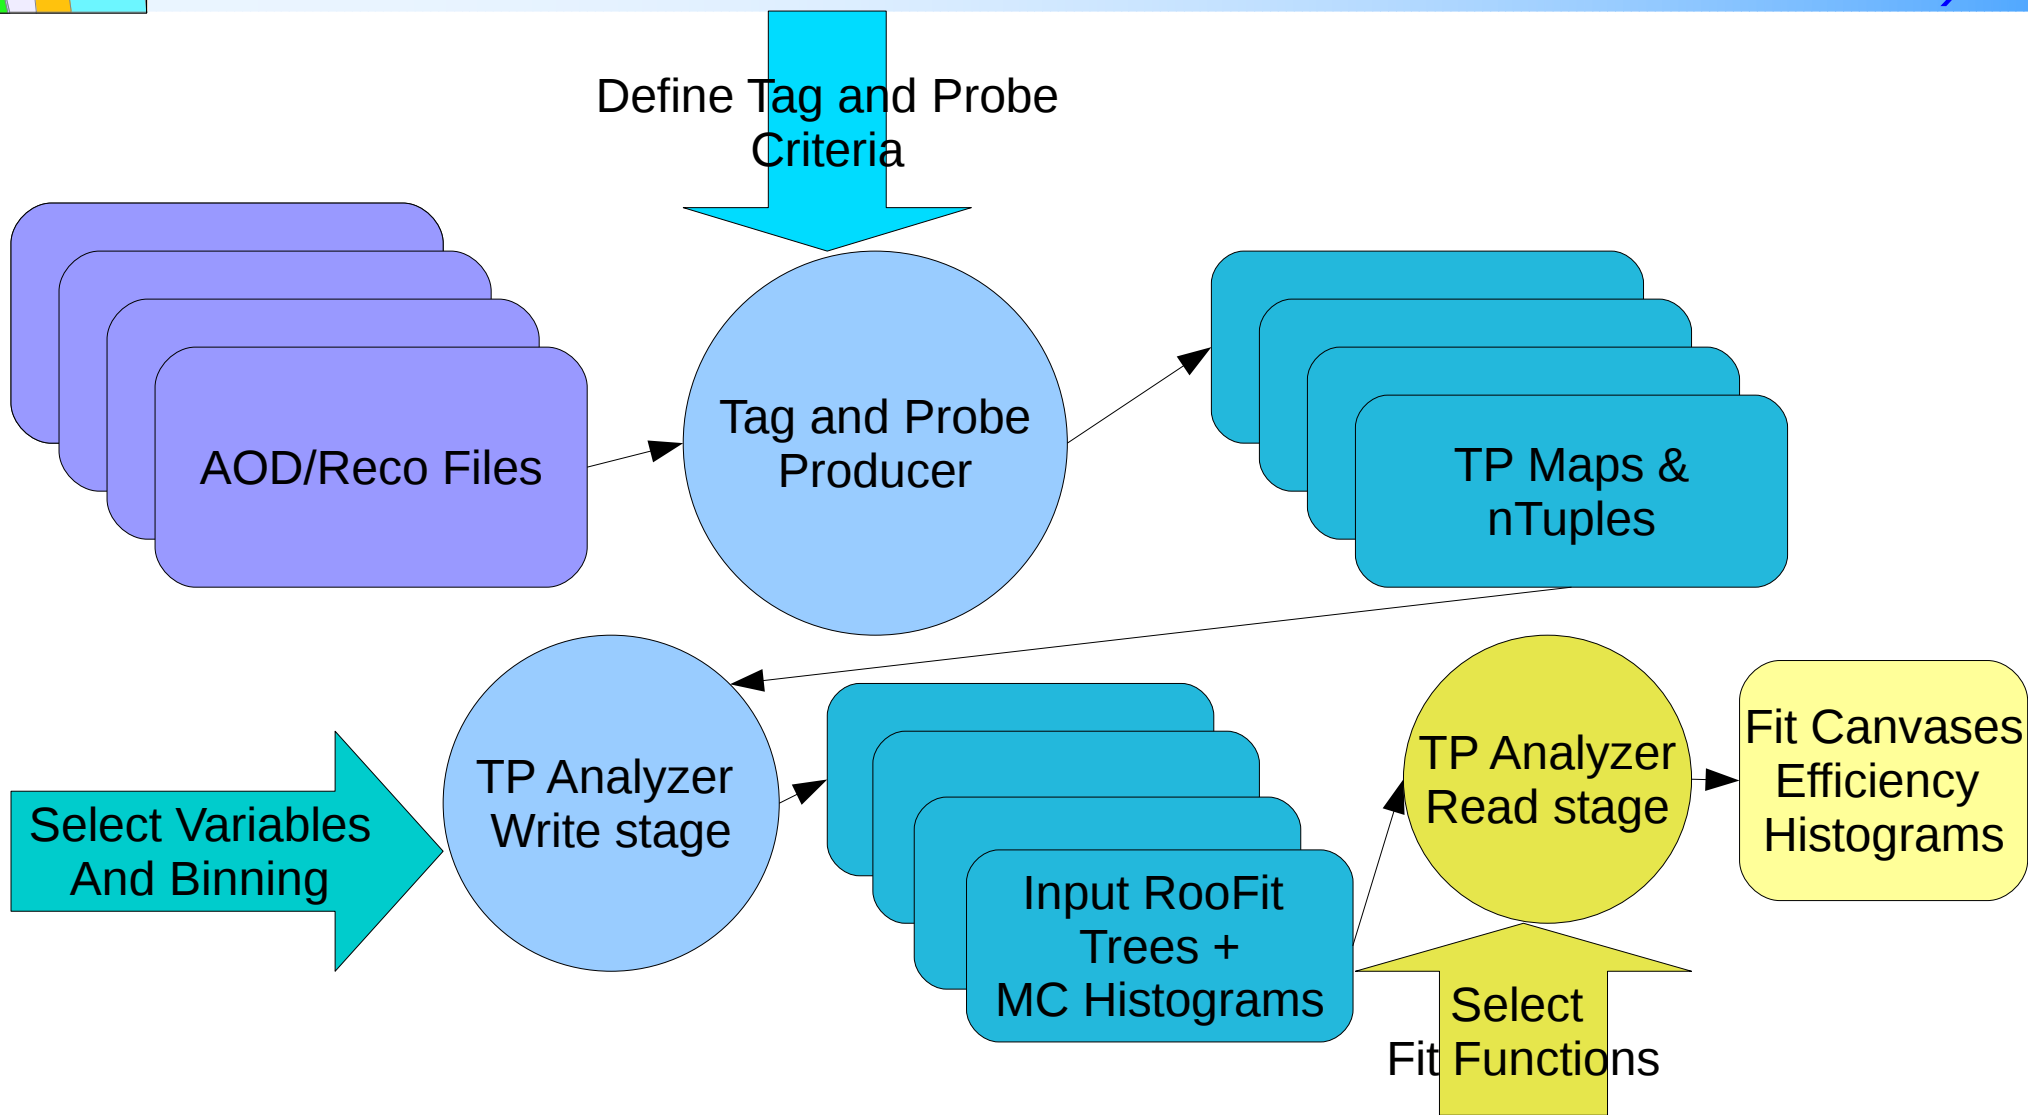 Define Tag and Probe
Criteria
AOD/Reco Files
Tag and Probe
Producer
TP Maps &
nTuples
Select Variables
And Binning
TP Analyzer
Write stage
Input RooFit
Trees +
MC Histograms
TP Analyzer
Read stage
Fit Canvases
Efficiency
Histograms
Select
Fit Functions